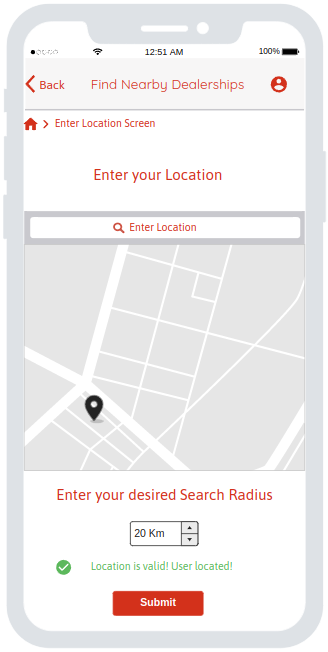 12:51 AM
100%
Back
Find Nearby Dealerships
Enter Location Screen
Enter your Location
Enter Location
Enter your desired Search Radius
20 Km
Location is valid! User located!
Submit